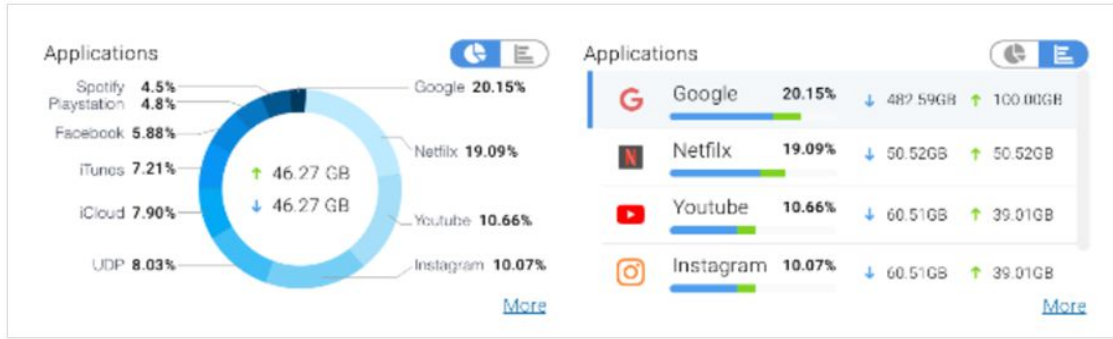 Applications
Spotify 4.5%
Playstation 4.8%
Facebook 5.88%
iTunes 7.21%
iCloud 7.90%
UDP 8.03%
Google 20.15%
Netfilx 19.09%
Youtube 10.66%
Instagram 10.07%
↑ 46.27 GB
↓ 46.27 GB
More
Applications
Google 20.15% ↓ 482.59GB ↑ 100.00GB
Netfilx 19.09% ↓ 50.52GB ↑ 50.52GB
Youtube 10.66% ↓ 60.51GB ↑ 39.01GB
Instagram 10.07% ↓ 60.51GB ↑ 39.01GB
More